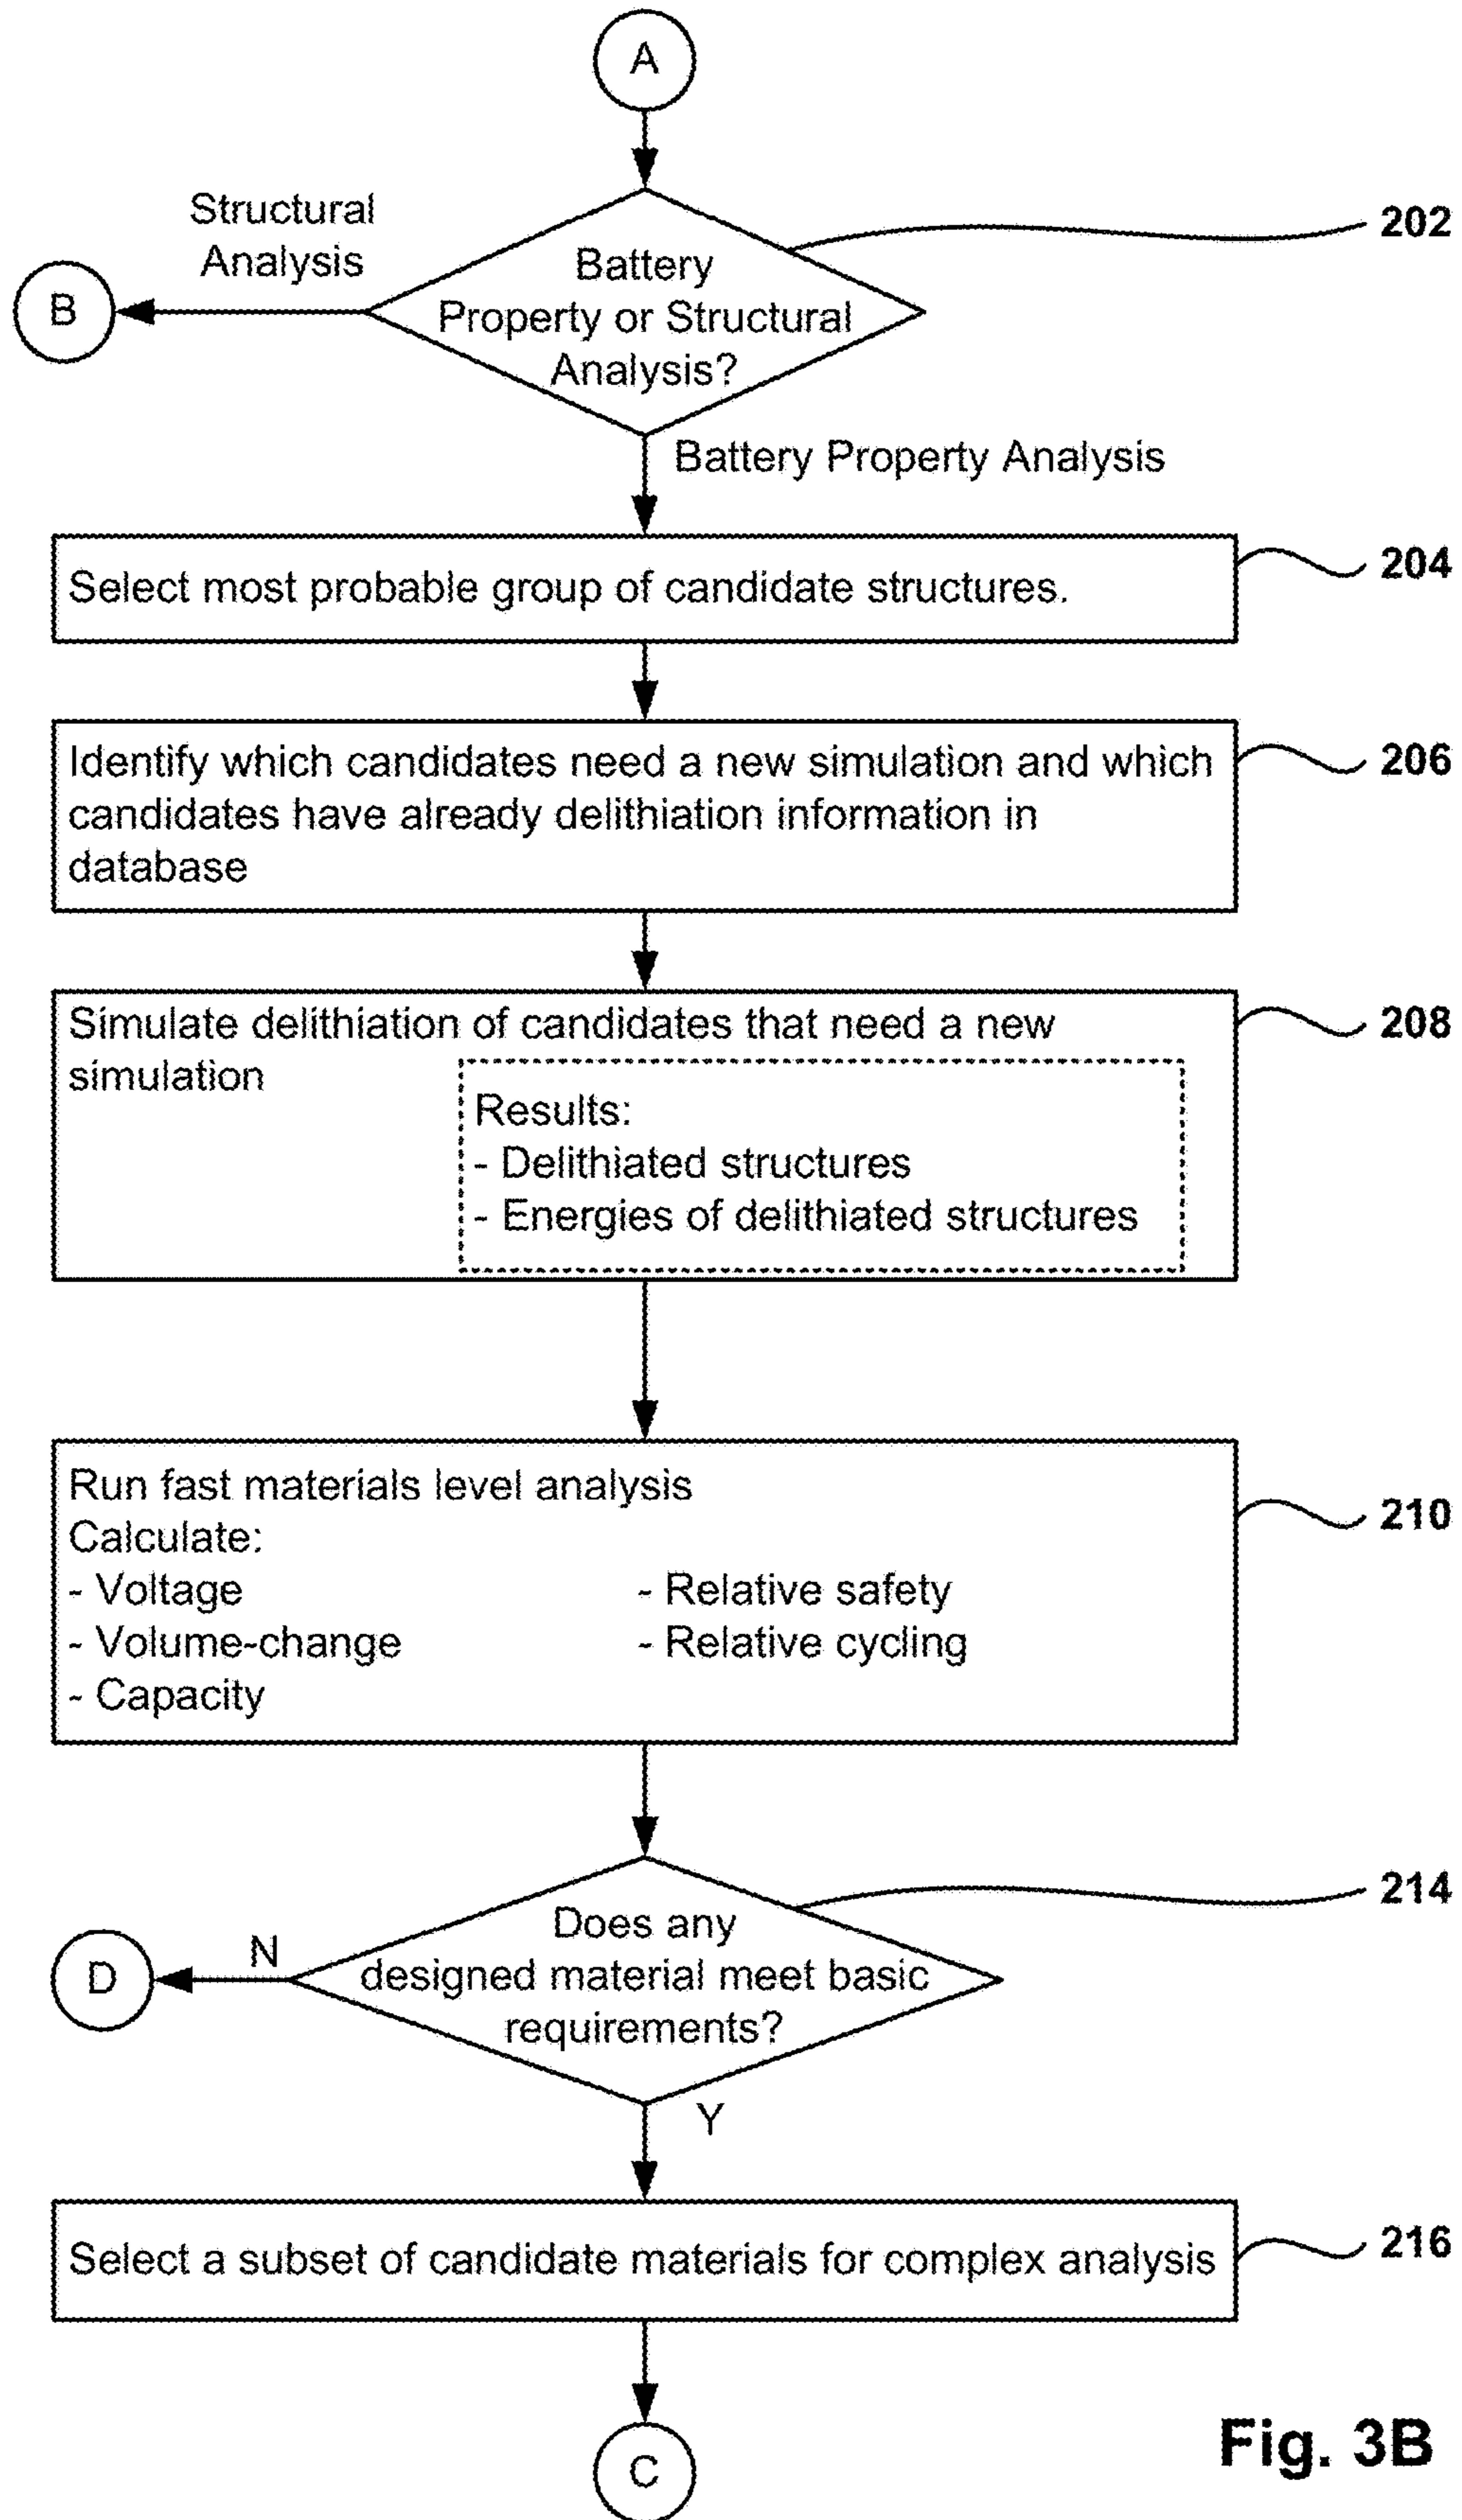 A
Structural
Analysis
202
B
Battery
Property or Structural
Analysis?
Battery Property Analysis
Select most probable group of candidate structures.
204
Identify which candidates need a new simulation and which
candidates have already delithiation information in
database
206
Simulate delithiation of candidates that need a new
simulation
208
Results:
- Delithiated structures
- Energies of delithiated structures
Run fast materials level analysis
Calculate:
- Voltage
- Volume-change
- Capacity
- Relative safety
- Relative cycling
210
214
Does any
designed material meet basic
requirements?
N
D
Y
Select a subset of candidate materials for complex analysis
216
C
Fig. 3B